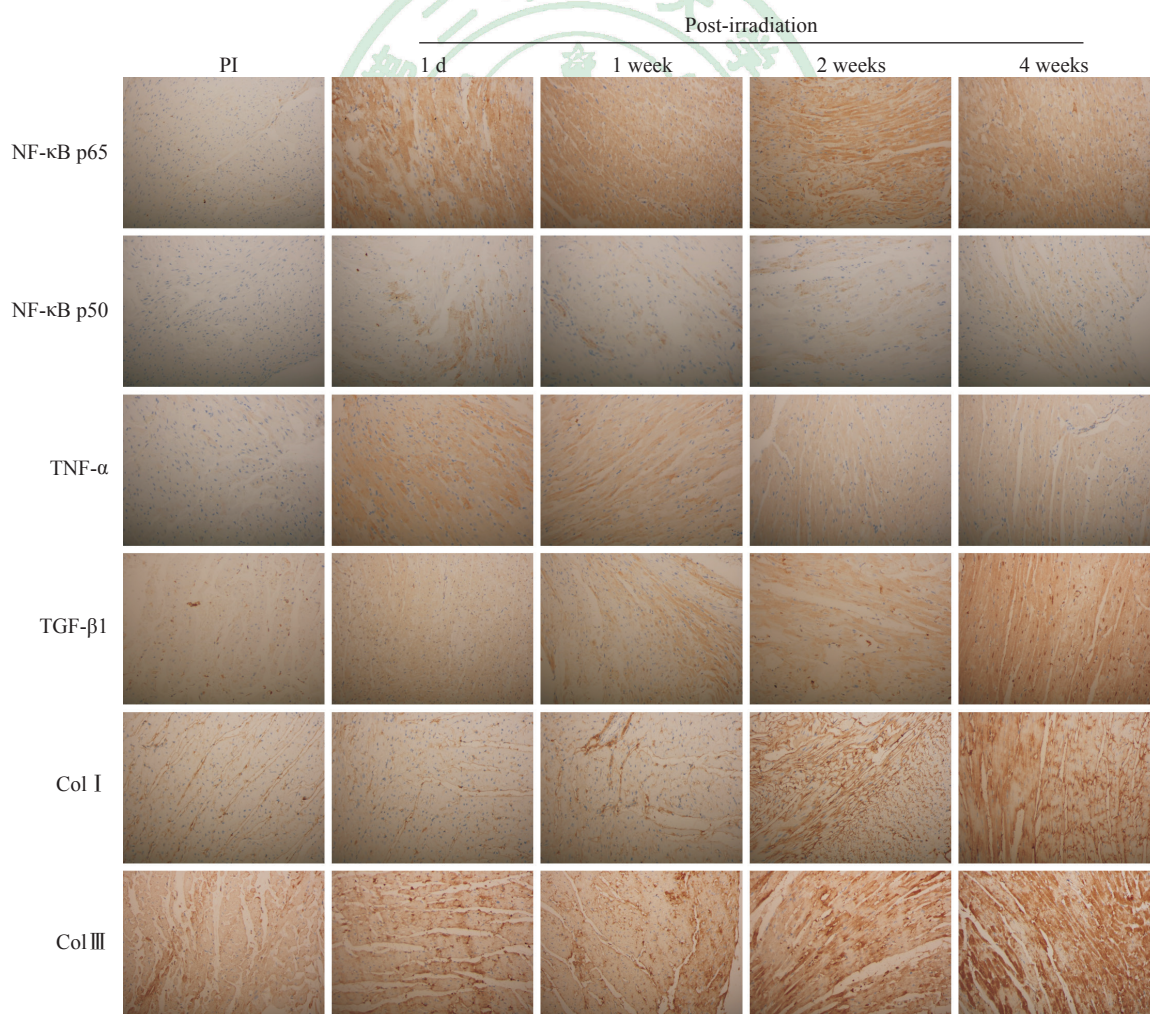 Post-irradiation
PI 1 d 1 week 2 weeks 4 weeks
NF-κB p65
NF-κB p50
TNF-α
TGF-β1
Col Ⅰ
Col Ⅲ